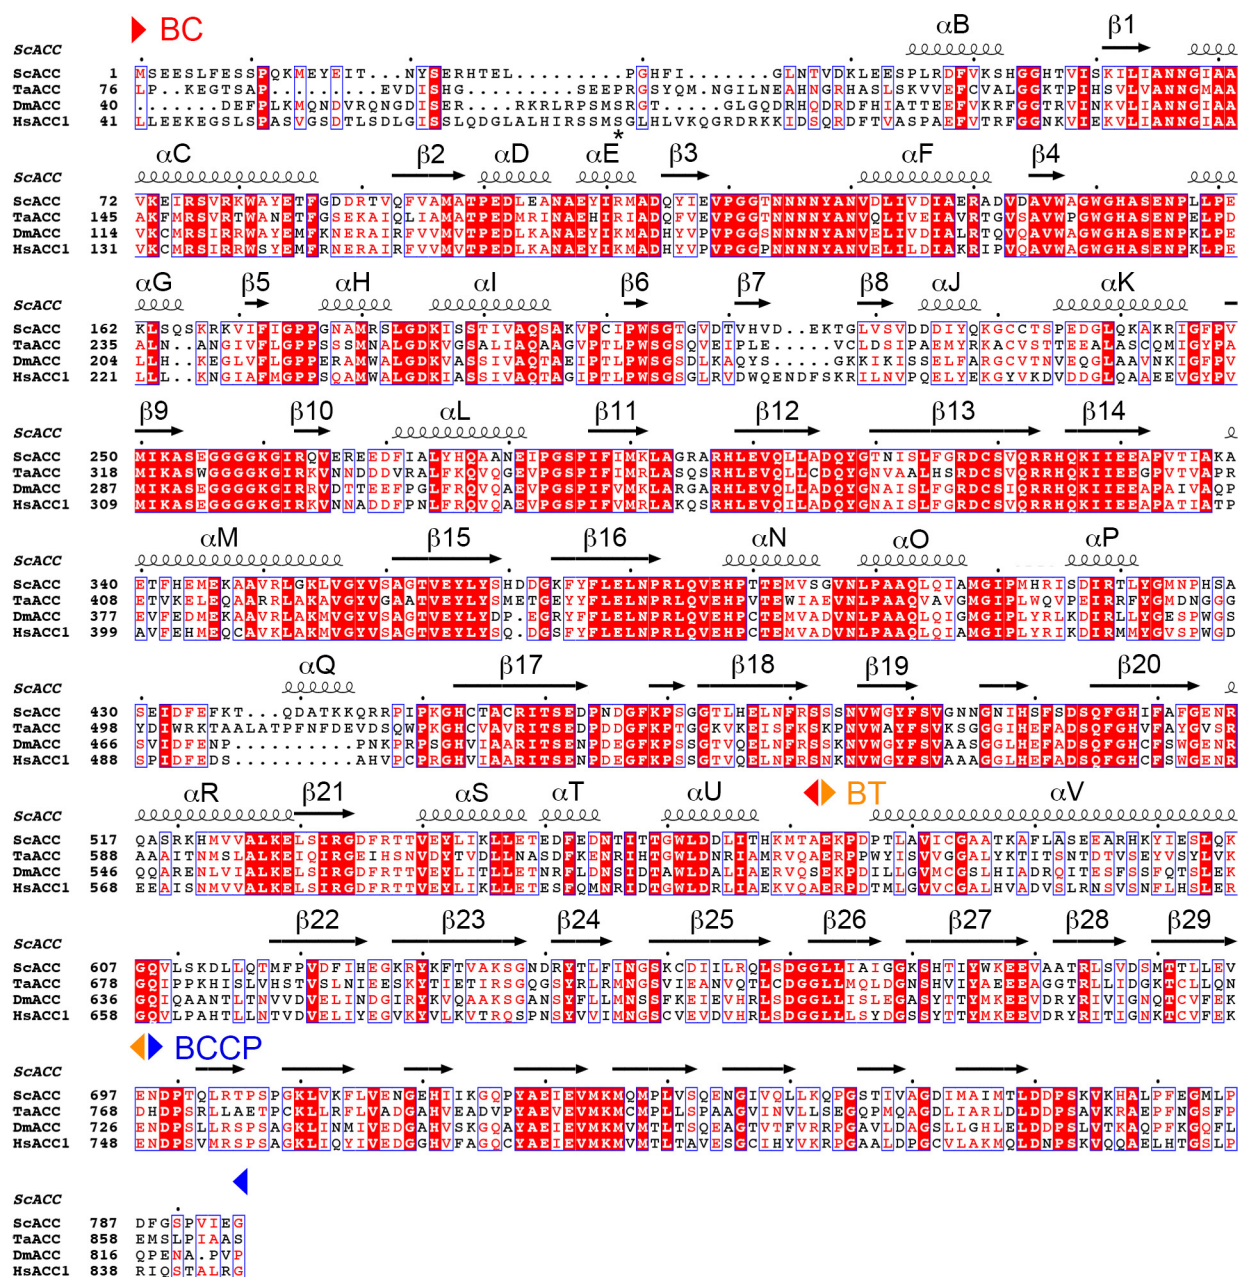 BC
αB β1
ScACC
ScACC 1 MSEESLFESSPQKMEYEIT...NYSERHTEL.........PGHFI.......GLNTVDKLEESPLRDFVKSHGGHTVISKILIANNGIAA
TaACC 76 LP..KEGTSAP.........EVDISHG..........SEEPRGSYQMN.NGILNEGRHASLSKVVEFCVALGGKTPIHSVLVANNGMAA
DmACC 40 .......DEFPLKMQNDVRQNGDISER....RKRLRPSMSRGT.....GLGQDRHQDRDFHIATTEEFVKRFGGTRVINKVLIANNGIAA
HsACC1 41 LLEEKEGSLSPASVGSDTLSDLGISSLQDGLALHIRSSMSGLHLVKQGRDRKKIDSQRDFTVASPAEFVTRFGGNKVIEKVLIANNGIAA
*
αC β2 αD αE β3 αF β4
ScACC
ScACC 72 VKEIRSVRKWAYETFGDDRTVQFVAMATPEDLEANAEYIRMADQYIEVPGGTNNNNYANVDLIVDIAERADVDAVWAGWGHASENPLLPE
TaACC 145 AKFMRSVRTWANETFGSEKAIQLIAMATPEDMRINAEHIRIADQFVEVPGGTNNNNYANVQLIVEIAVRTGVSAVWPGWGHASENPELPD
DmACC 114 VKCMRSIRRWAYEMFKNERAIRFVVMVTPEDLKANAEYIKMADHYVPVPGGSNNNNYANVELIVDIALRTQVQAVWAGWGHASENPKLPE
HsACC1 131 VKCMRSIRRWSYEMFRNERAIRFVVMVTPEDLKANAEYIKMADHYVPVPGGPNNNNYANVELILDIAKRIPVQAVWAGWGHASENPKLPE
αG β5 αH αI β6 β7 β8 αJ αK
ScACC
ScACC 162 KLSQSKRKVIFIGPPGNAMRSLGDKISSTIVAQSAKVPCIPWSGTGVDTVHVD..EKTGLVSVDDDIYQKGCCTSPEDGLQKAKRIGFPV
TaACC 235 ALN..ANGIVFLGPPSSSMNALGDKVGSALIAQAAGVPTLPWSGSQVEIPLE.....VCLDSIPAEMYRKACVSTTEEALASCQMIGYPA
DmACC 204 LLH..KEGLVFLGPPERAMWALGDKVASSIVAQTAEIPTLPWSGSDLKAQYS....GKKIKISSELFARGCVTNVEQGLAAVNKIGFPV
HsACC1 221 LLL..KNGIAFMGPPSQAMWALGDKIASSIVAQTAGIPTLPWSGSGLRVDWQENDFSKRILNVPQELYEKGYVKDVDDGLQAAEEVGYPV
β9 β10 αL β11 β12 β13 β14
ScACC
ScACC 250 MIKASEGGGGKGIRQVEREEDFIALYHQAANEIPGSPIFIMKLAGRARHLEVQLLADQYGTNISLFGRDCSVQRRHQKIIEEAPVTIAKA
TaACC 318 MIKASWGGGGKGIRKVNNDDDVRALFKQVQGEVPGSPIFIMRLASQSRHLEVQLLCDQYGNVAALHSRDCSVQRRHQKIIEEGPVTVAPR
DmACC 287 MIKASEGGGGKGIRRVDTTEEFPGLFRQVQAEVPGSPIFVMKLARGARHLEVQLLADQYGNAISLFGRDCSIQRRHQKIIEEAPAIVAQP
HsACC1 309 MIKASEGGGGKGIRKVNNADDFPNLFRQVQAEVPGSPIFVMRLAKQSRHLEVQILADQYGNAISLFGRDCSVQRRHQKIIEEAPATIATP
αM β15 β16 αN αO αP
ScACC
ScACC 340 ETFHEMEKAAVRLGKLVGYVSAGTVEYLYSHDDGKFYFLELNPRLQVEHPTTEMVSGVNLPAAQLQIAMGIPMHRISDIRTLYGMNPHSA
TaACC 408 ETVKELEQAARRLAKAVGYVGAATVEYLYSMETGEYYFLELNPRLQVEHPVTEWIAEVNLPAAQVAVGMGIPLWQVPEIRRFYGMDNGGG
DmACC 377 EVFEDMEKAAVRLAKMVGYVSAGTVEYLYDP.EGRYFFLELNPRLQVEHPCTEMVADVNLPAAQLQIGMGIPLYRLKDIRLLYGESPWGS
HsACC1 399 AVFEHMEQCAVKLAKMVGYVSAGTVEYLYSQ.DGSFYFLELNPRLQVEHPCTEMVADVNLPAAQLQIAMGIPLYRIKDIRMMYGVSPWGD
αQ β17 β18 β19 β20
ScACC
ScACC 430 SEIDFEFKT...QDATKKQRRPIPKGHCTACRITSEDPNDGFKPSGGTLHELNFRSSSNVWGYFSVGNNGNIHSFSDSQFGHIFAFGENR
TaACC 498 YDIWRKTAALATPFNFDEVDSQWPKGHCVAVRITSEDPDDGFKPTGGKVKEISFKSKPNVWAYFSVKSGGGIHEFADSQFGHVFAYGVSR
DmACC 466 SVIDFENP..........PNKPRPSGHVIAARITSENPDEGFKPSSGTVQELNFRSSKNVWGYFSVAASGGLHEFADSQFGHCFSWGENR
HsACC1 488 SPIDFEDS..........AHVPCPRGHVIAARITSENPDEGFKPSSGTVQELNFRSNKNVWGYFSVAAAGGLHEFADSQFGHCFSWGENR
BT
αR β21 αS αT αU αV
ScACC
ScACC 517 QASRKHMVVALKELSIRGDFRTTVEYLIKLLETEDFEDNTITTGWLDDLITHKMTAEKPDPTLAVICGAATKAFLASEEARHKYIESLQK
TaACC 588 AAAITNMSLALKEIQIRGEIHSNVDYTVDLLNASDFKENRIHTGWLDNRIAMRVQAERPPWYISVVGGALYKTITSNTDTVSEYVSYLVK
DmACC 546 QQARENLVIALKELSIRGDFRTTVEYLITLLETNRFLDNSIDTAWLDALIAERVQSEKPDILLGVMCGSLHIADRQITESFSSFQTSLEK
HsACC1 568 EEAISNMVVALKELSIRGDFRTTVEYLIKLLETESFQMNRIDTGWLDRLIAEKVQAERPDTMLGVVCGALHVADVSLRNSVSNFLHSLER
β22 β23 β24 β25 β26 β27 β28 β29
ScACC
ScACC 607 GQVLSKDLLQTMFPVDFIHEGKRYKFTVAKSGNDRYTLFINGSKCDIILRQLSDGGLLIAIGGKSHTIYWKEEVAATRLSVDSMTTLLEV
TaACC 678 GQIPPKHISLVHSTVSLNIEESKYTIETIRSGQGSYRLRMNGSVIEANVQTLCDGGLLMQLDGNSHVIYAEEEAGGTRLLIDGKTCLLQN
DmACC 636 GQIQAANTLTNVVDVELINDGIRYKVQAAKSGANSYFLLMNSSFKEIEVHRLSDGGLLISLEGASYTTYMKEEVDRYRIVIGNQTCVFEK
HsACC1 658 GQVLPAHTLLNTVDVELIYEGVKYVLKVTRQSPNSYVVIMNGSCVEVDVHRLSDGGLLLSYDGSSYTTYMKEEVDRYRITIGNKTCVFEK
BCCP
ScACC
ScACC 697 ENDPTQLRTPSPGKLVKFLVENGEHIIKGQPYAEIEVMKMQMPLVSQENGIVQLLKQPGSTIVAGDIMAIMTLDDPSAVKHALPFEGMLP
TaACC 768 DHDPSRLLAETPCKLLRFLVADGAHVEADVPYAEVEVMKMCMPLLSPAAGVINVLLSEGQPMQAGDLIARLDLDDPSAVKRAEPFNGSFP
DmACC 726 ENDPSVLRSPSAGKLINMIVEDGAHVSKGQAYAEIEVMKMVMTLTSQEAGTVTFVRRPGAVLDAGSLLGHLELDDPSLVTKAQPFKGQFL
HsACC1 748 ENDPSVMRSPSAGKLIQYIVEDGGHVFAGQCYAEIEVMKMVMTLTAVESGCIHYVKRPGAALDPGCVLAKMQLDNPSKVQQAELHTGSLP
ScACC
ScACC 787 DFGSPVIEG
TaACC 858 EMSLPIAAS
DmACC 816 QPENA.PVP
HsACC1 838 RIQSTALRG